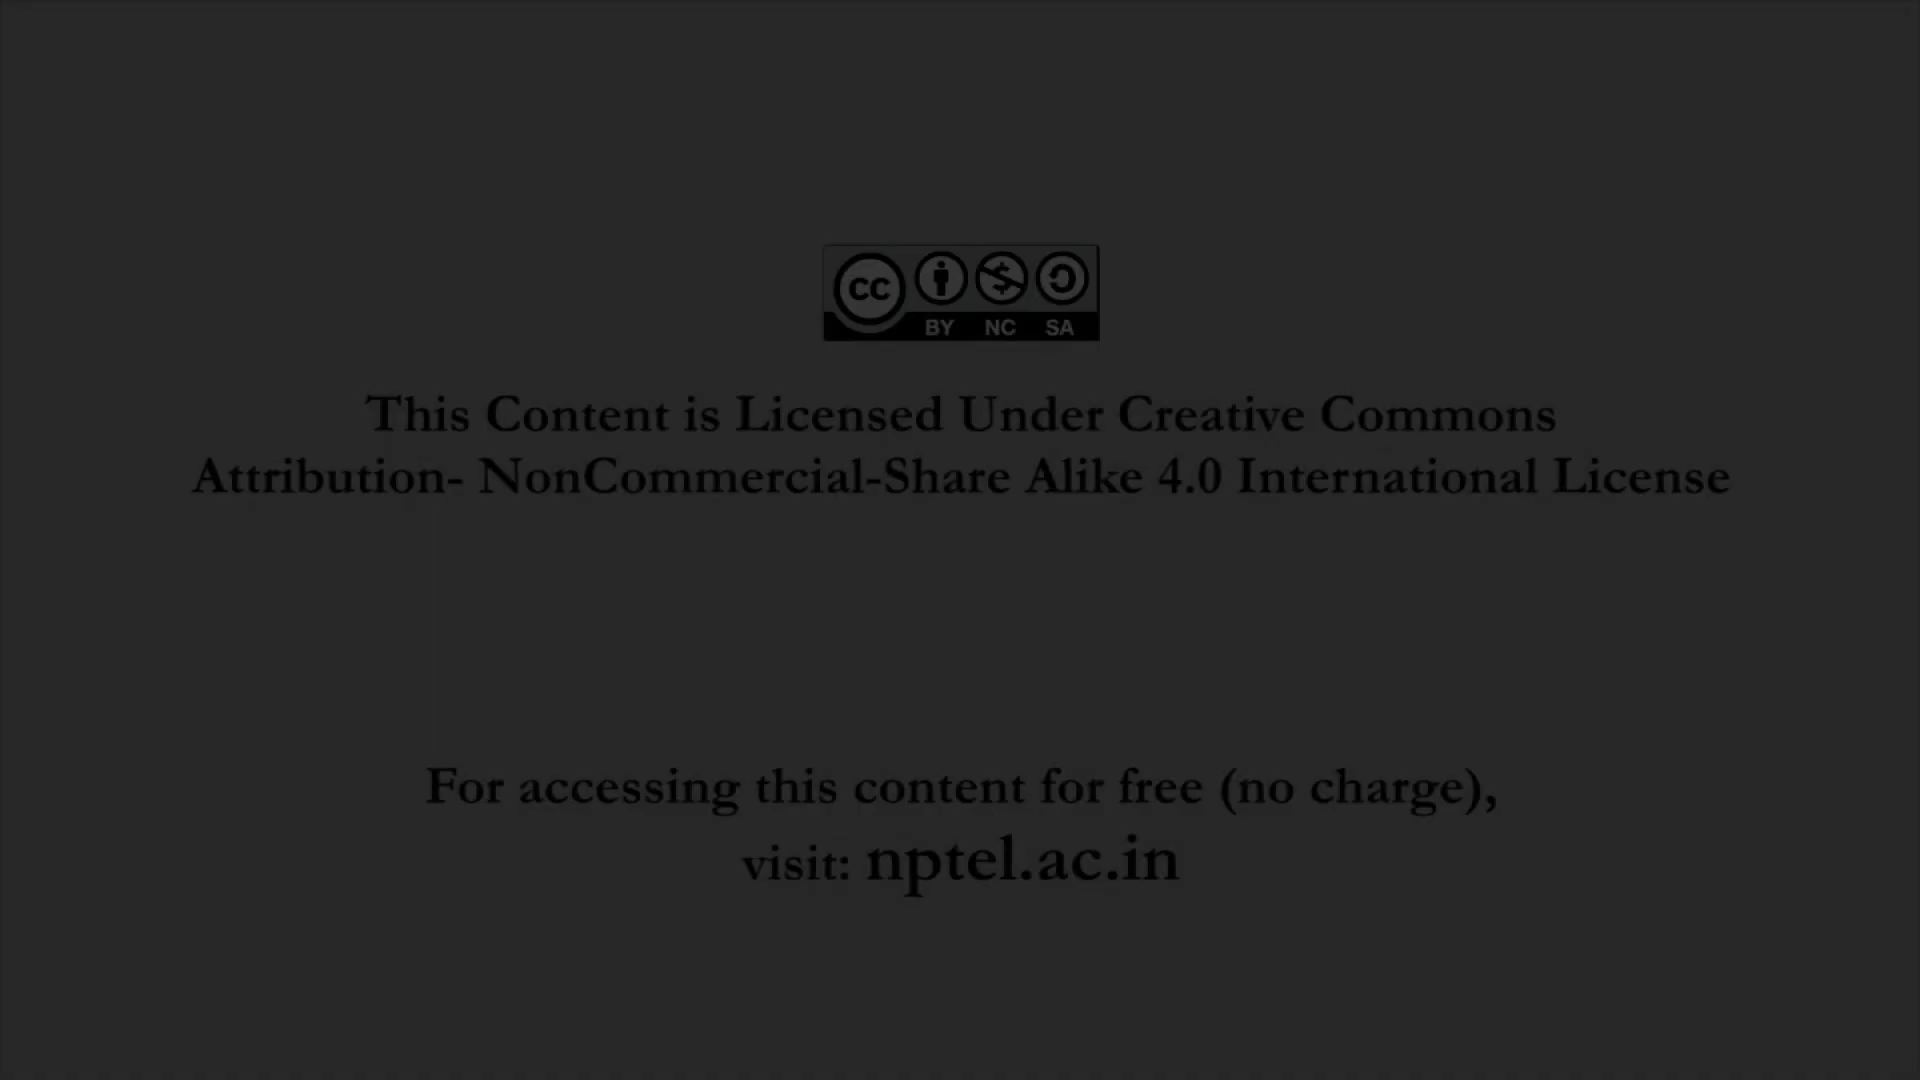 cc BY NC SA
This Content is Licensed Under Creative Commons
Attribution- NonCommercial-Share Alike 4.0 International License
For accessing this content for free (no charge),
visit: nptel.ac.in